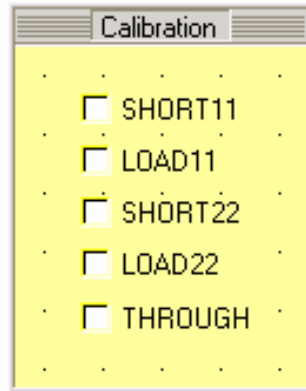 Calibration
SHORT11
LOAD11
SHORT22
LOAD22
THROUGH